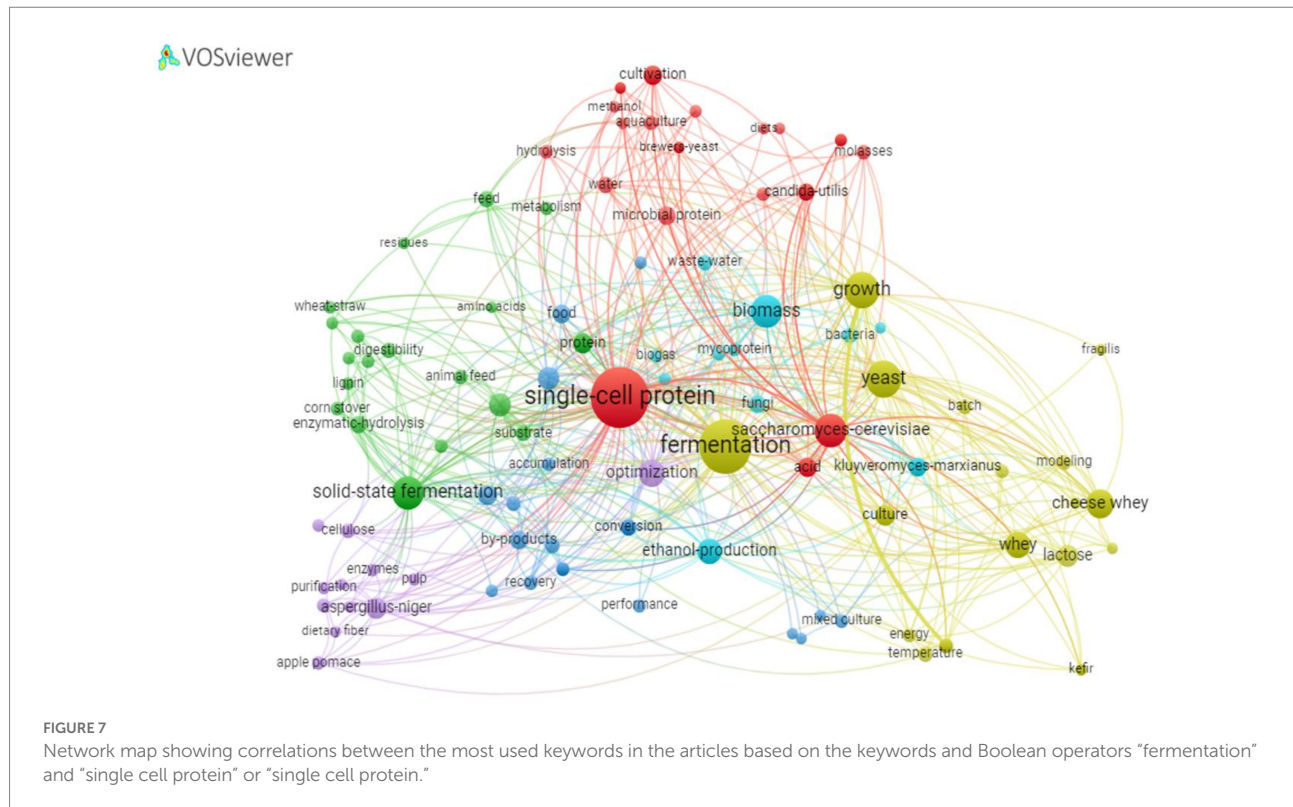 VOSviewer
cultivation
methanol
aquaculture
diets
brewers-yeast
molasses
hydrolysis
water
candida-utilis
feed
metabolism
microbial protein
residues
waste-water
growth
wheat-straw
amino acids
food
biomass
bacteria
protein
digestibility
biogas
mycoprotein
fragilis
lignin
animal feed
single-cell protein
yeast
corn stover
fungi
batch
enzymatic-hydrolysis
substrate
fermentation
saccharomyces-cerevisiae
accumulation
optimization
acid
kluyveromyces-marxianus
modeling
solid-state fermentation
cheese whey
cellulose
conversion
culture
by-products
ethanol-production
whey
lactose
enzymes
purification
pulp
recovery
aspergillus-niger
performance
mixed culture
dietary fiber
energy
temperature
apple pomace
kefir
FIGURE 7
Network map showing correlations between the most used keywords in the articles based on the keywords and Boolean operators “fermentation”
and “single cell protein” or “single cell protein.”